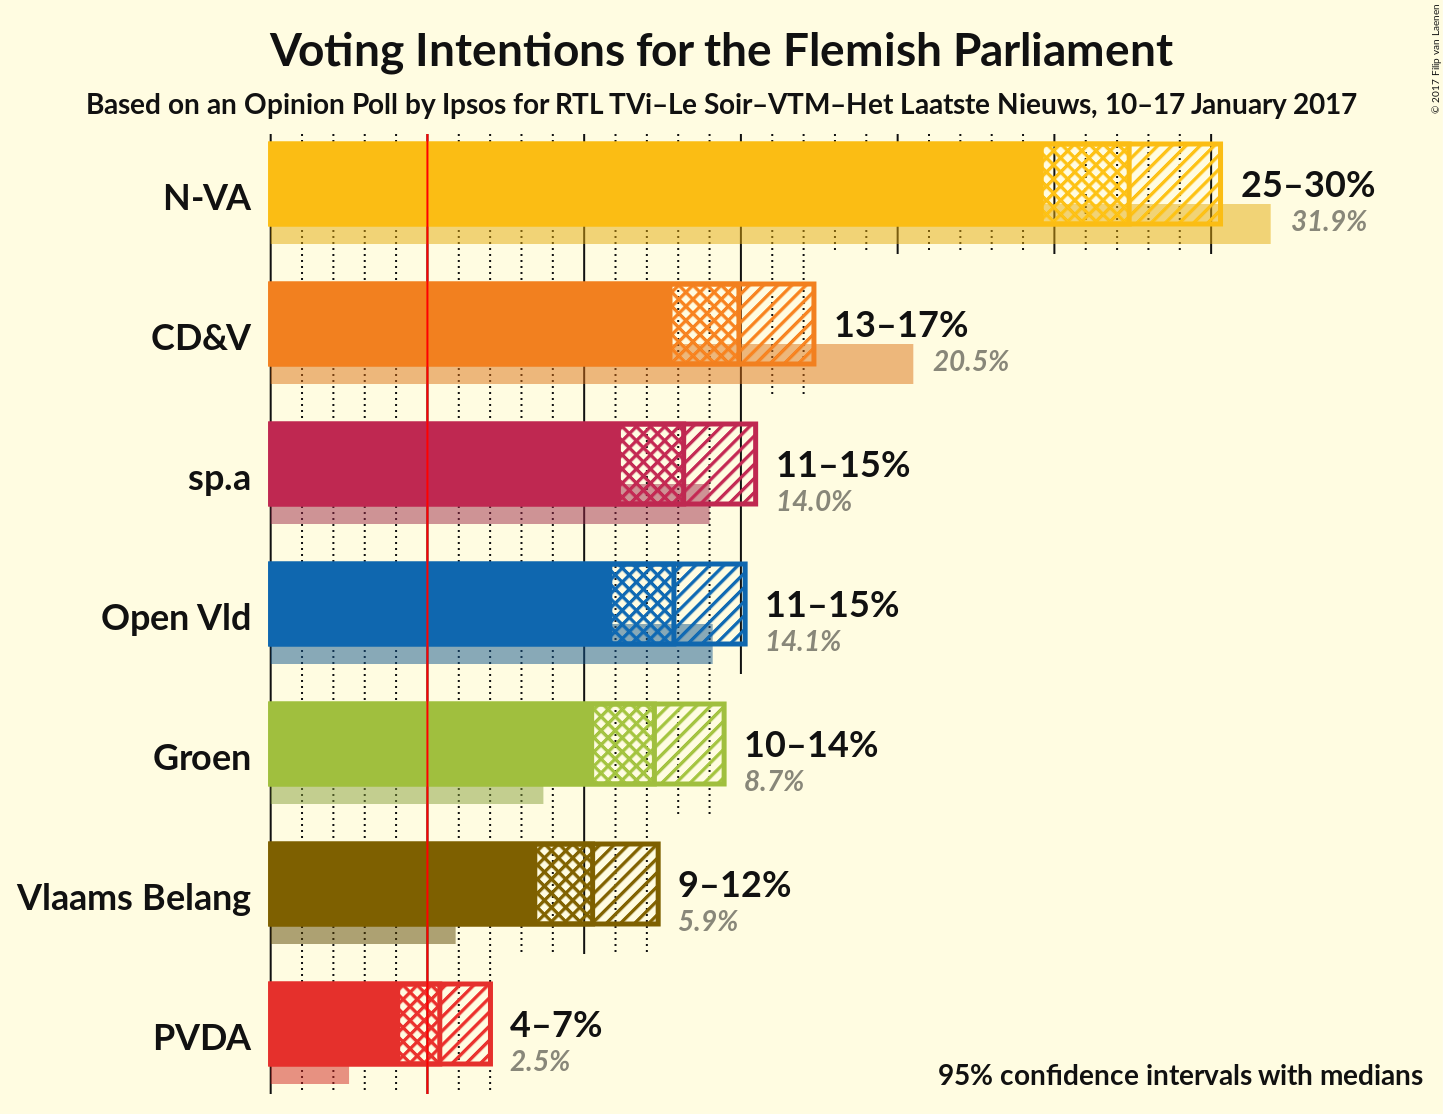 Voting Intentions for the Flemish Parliament
Based on an Opinion Poll by Ipsos for RTL TVi–Le Soir–VTM–Het Laatste Nieuws, 10–17 January 2017
© 2017 Filip van Laenen
N-VA
25–30%
31.9%
CD&V
13–17%
20.5%
sp.a
11–15%
14.0%
Open Vld
11–15%
14.1%
Groen
10–14%
8.7%
Vlaams Belang
9–12%
5.9%
PVDA
4–7%
2.5%
95% confidence intervals with medians